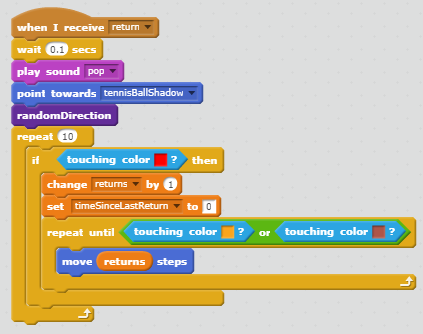 when I receive return
wait 0.1 secs
play sound pop
point towards tennisBallShadow
randomDirection
repeat 10
if touching color ? then
change returns by 1
set timeSinceLastReturn to 0
repeat until touching color ? or touching color ?
move returns steps